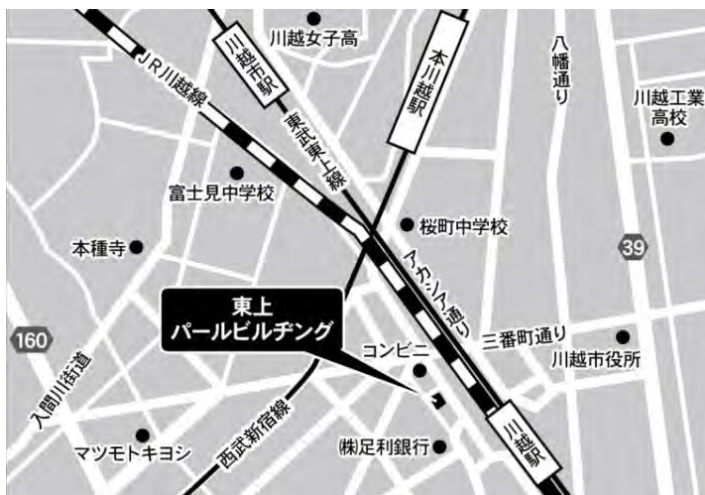 川越女子高
川越市駅
本川越駅
八幡通り
JR川越線
川越工業
高校
東武東上線
富士見中学校
桜町中学校
本種寺
39
アカシア通り
東上
パールビルヂング
160
三番町通り
コンビニ
川越市役所
入間川街道
西武新宿線
マツモトキヨシ
㈱足利銀行
川越駅